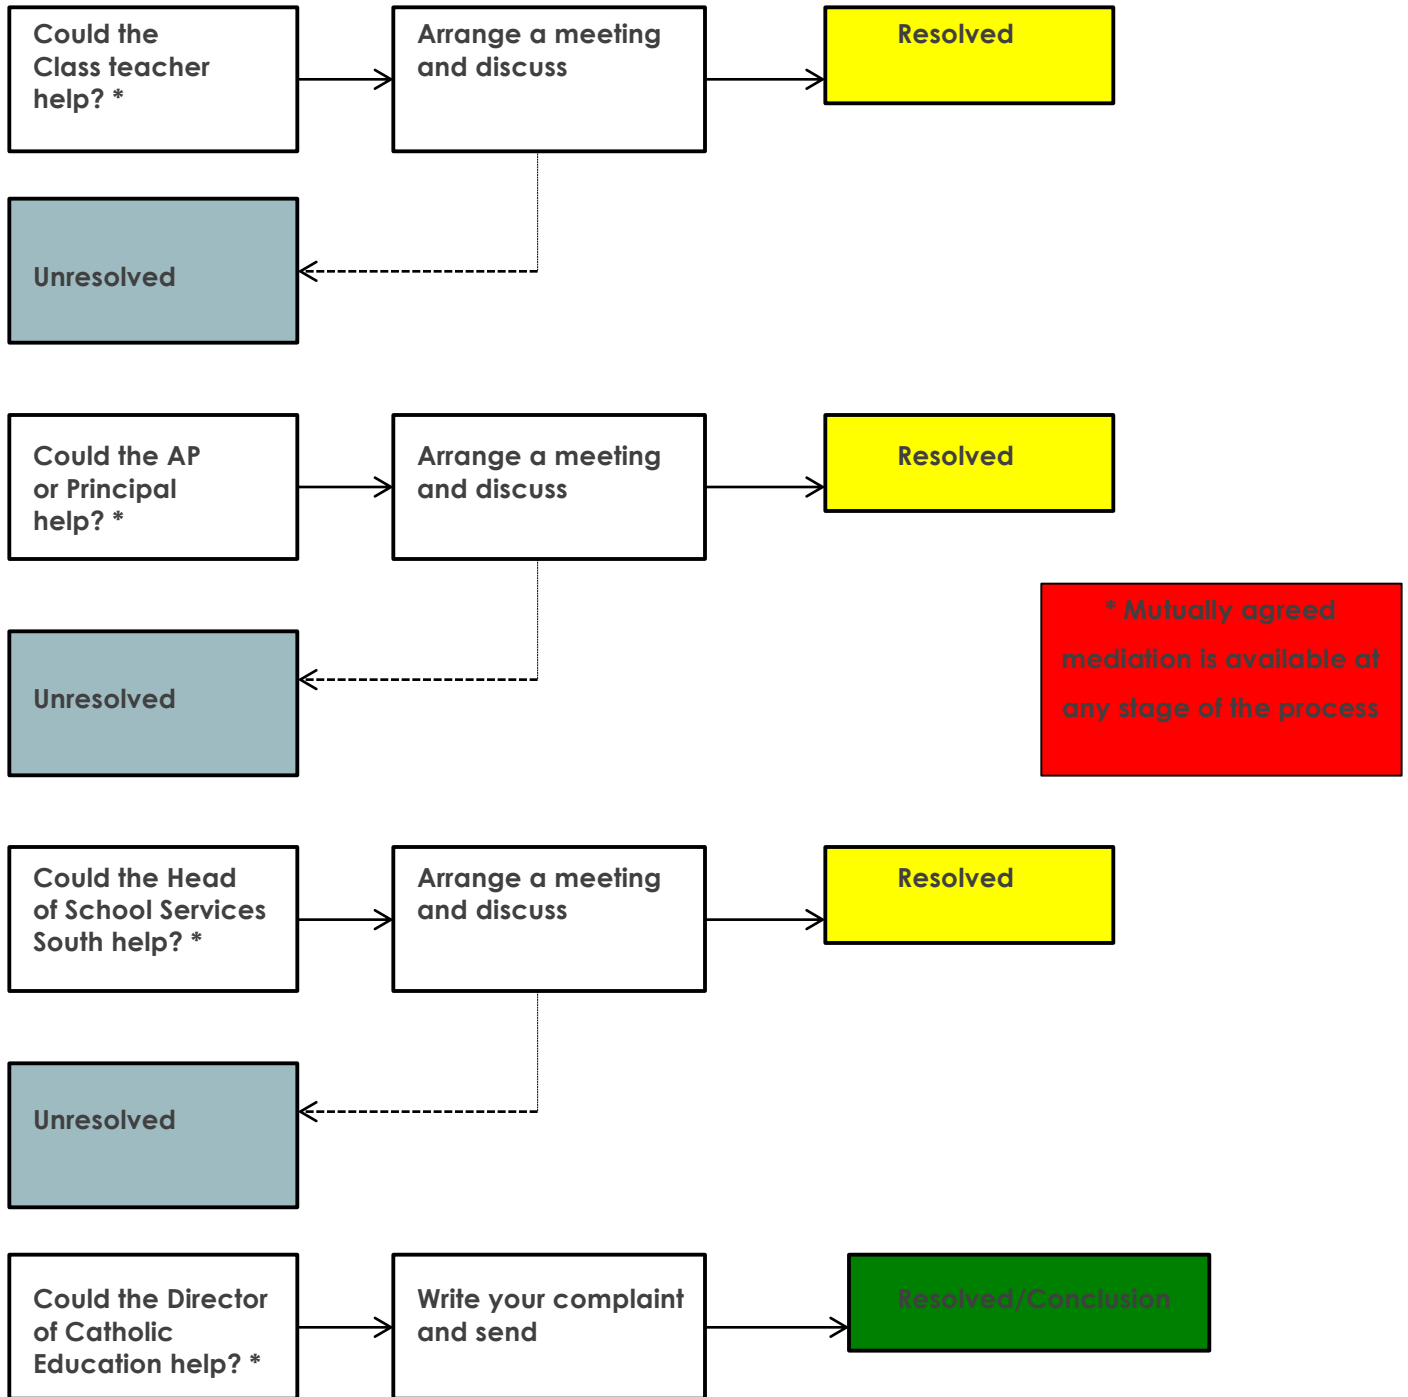 Could the
Class teacher
help? *
Arrange a meeting
and discuss
Resolved
Unresolved
Could the AP
or Principal
help? *
Arrange a meeting
and discuss
Resolved
* Mutually agreed
mediation is available at
any stage of the process
Unresolved
Could the Head
of School Services
South help? *
Arrange a meeting
and discuss
Resolved
Unresolved
Could the Director
of Catholic
Education help? *
Write your complaint
and send
Resolved/Conclusion